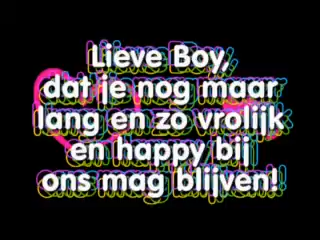 Lieve Boy,
dat je nog maar
lang en zo vrolijk
en happy bij
ons mag blijven!